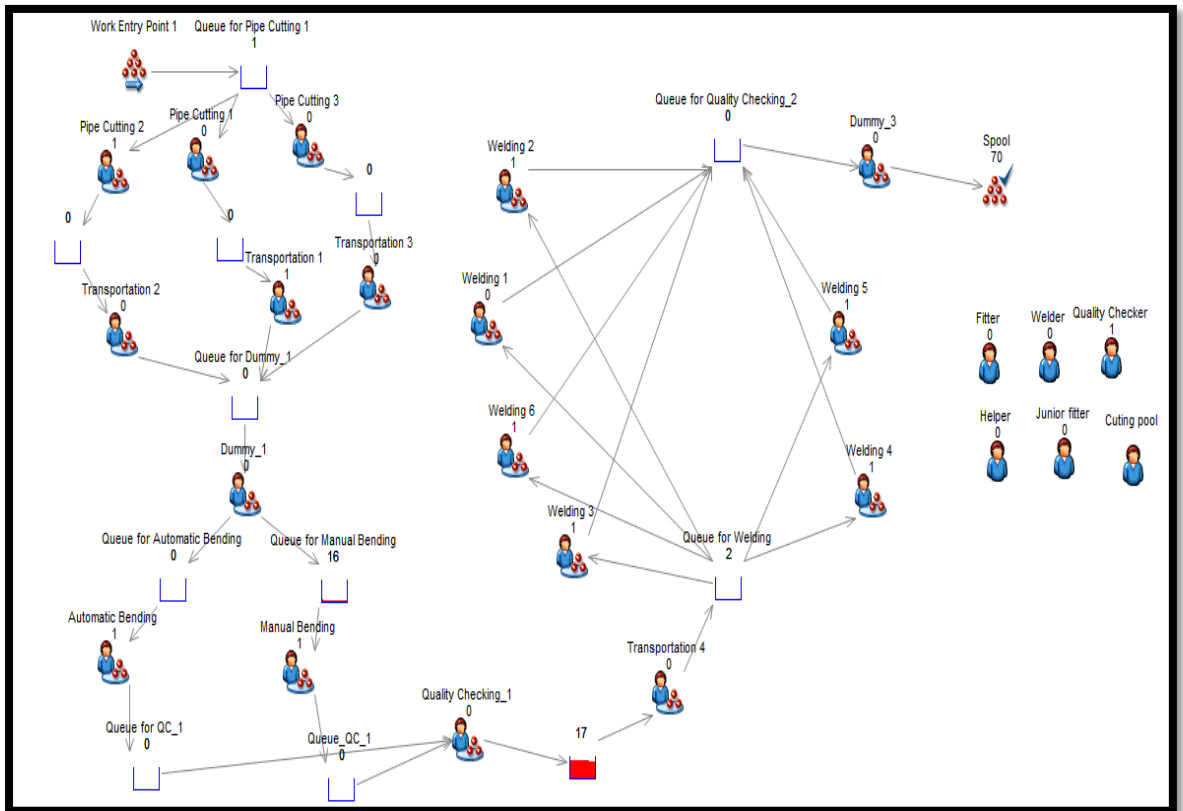 Work Entry Point 1
Queue for Pipe Cutting 1
1
Pipe Cutting 2
1
Pipe Cutting 1
0
Pipe Cutting 3
0
0
0
0
Transportation 2
0
Transportation 1
1
Transportation 3
0
Queue for Dummy_1
0
Dummy_1
0
Queue for Automatic Bending
0
Queue for Manual Bending
16
Automatic Bending
1
Manual Bending
1
Queue for QC_1
0
Queue_QC_1
0
Quality Checking_1
0
17
Transportation 4
0
Queue for Welding
2
Welding 3
1
Welding 6
1
Welding 1
0
Welding 2
1
Welding 4
1
Welding 5
1
Queue for Quality Checking_2
0
Dummy_3
0
Spool
70
Fitter
0
Welder
0
Quality Checker
1
Helper
0
Junior fitter
0
Cuting pool